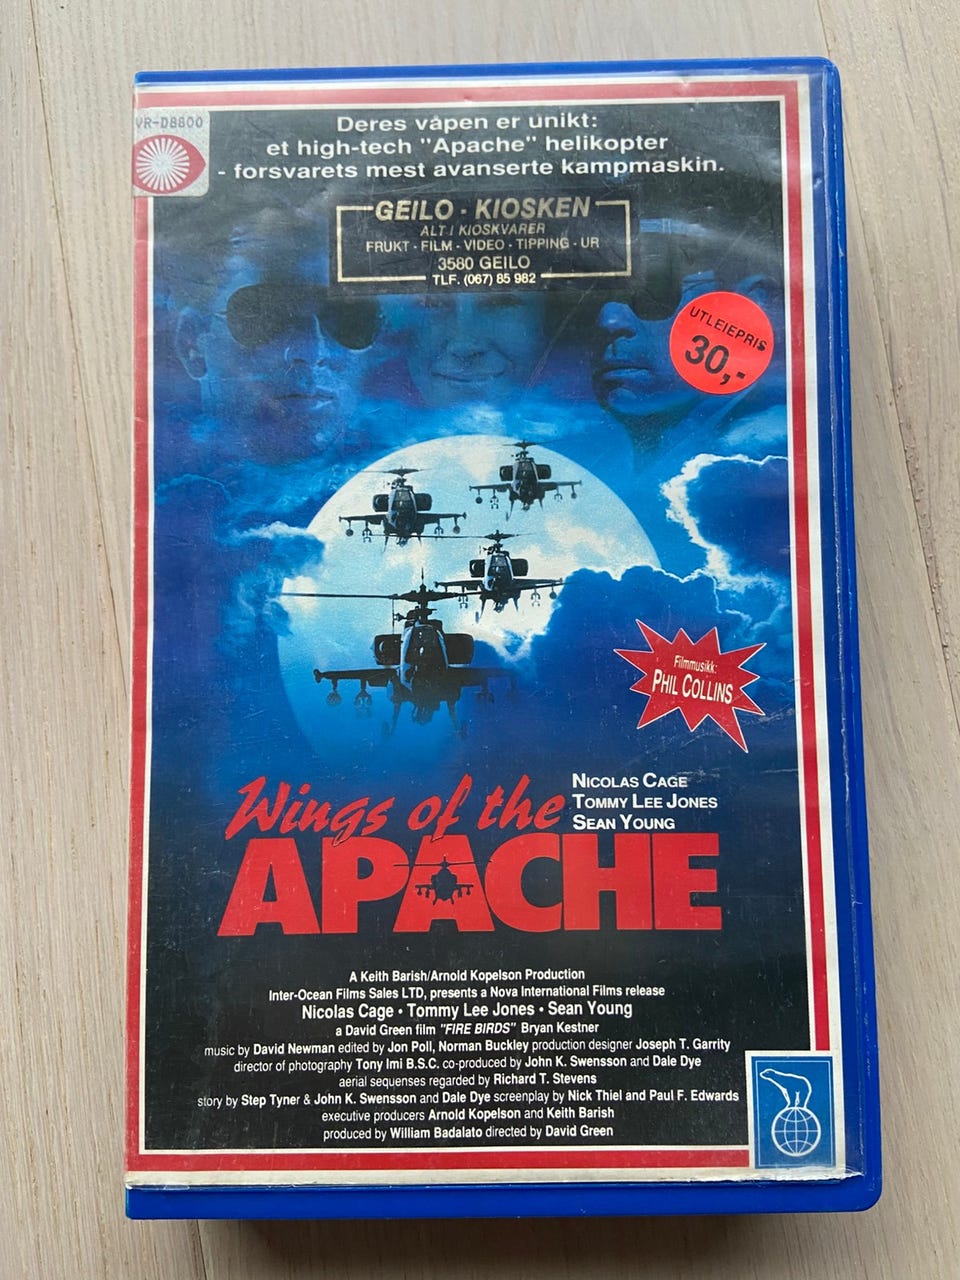 VR-D8800
Deres våpen er unikt:
et high-tech "Apache" helikopter
- forsvarets mest avanserte kampmaskin.
GEILO - KIOSKEN
ALT I KIOSKVARER
FRUKT - FILM - VIDEO - TIPPING - UR
3580 GEILO
TLF. (067) 85 982
UTLEIEPRIS
30,-
Filmmusikk:
PHIL COLLINS
Wings of the
APACHE
NICOLAS CAGE
TOMMY LEE JONES
SEAN YOUNG
A Keith Barish/Arnold Kopelson Production
Inter-Ocean Films Sales LTD, presents a Nova International Films release
Nicolas Cage • Tommy Lee Jones • Sean Young
a David Green film "FIRE BIRDS" Bryan Kestner
music by David Newman edited by Jon Poll, Norman Buckley production designer Joseph T. Garrity
director of photography Tony Imi B.S.C. co-produced by John K. Swensson and Dale Dye
aerial sequenses regarded by Richard T. Stevens
story by Step Tyner & John K. Swensson and Dale Dye screenplay by Nick Thiel and Paul F. Edwards
executive producers Arnold Kopelson and Keith Barish
produced by William Badalato directed by David Green